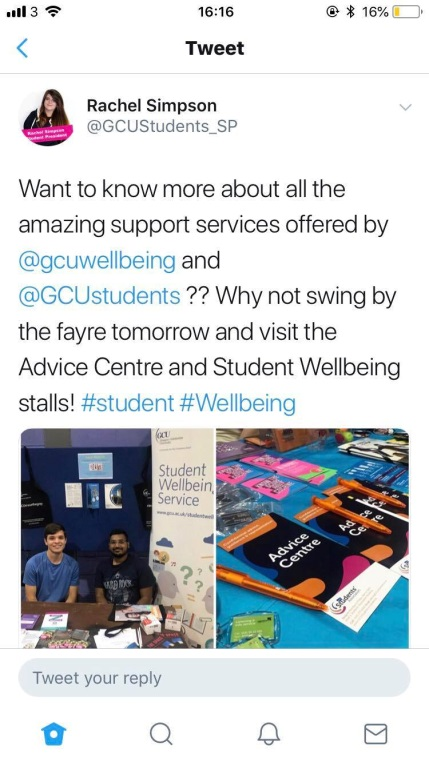 3 16:16 16%
Tweet
Rachel Simpson
@GCUStudents_SP
Want to know more about all the
amazing support services offered by
@gcuwellbeing and
@GCUstudents ?? Why not swing by
the fayre tomorrow and visit the
Advice Centre and Student Wellbeing
stalls! #student #Wellbeing
GCU
Student
Wellbein
Service
Advice
Centre
Tweet your reply